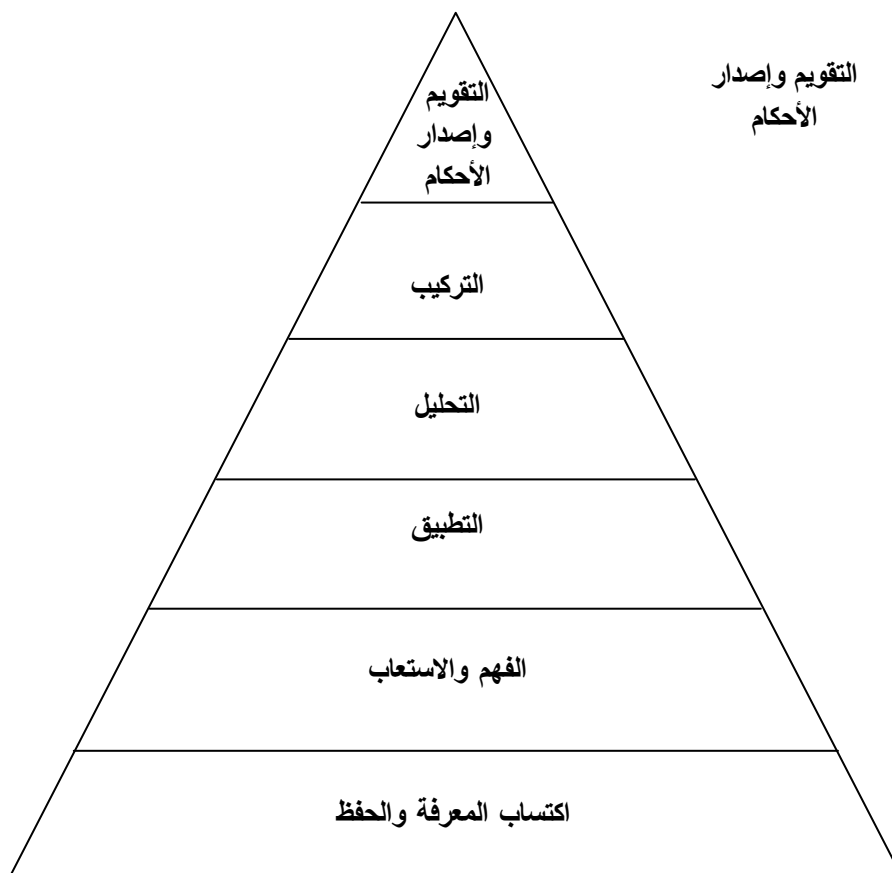 التقويم وإصدار
الأحكام
التقويم
وإصدار
الأحكام
التركيب
التحليل
التطبيق
الفهم والاستعاب
اكتساب المعرفة والحفظ